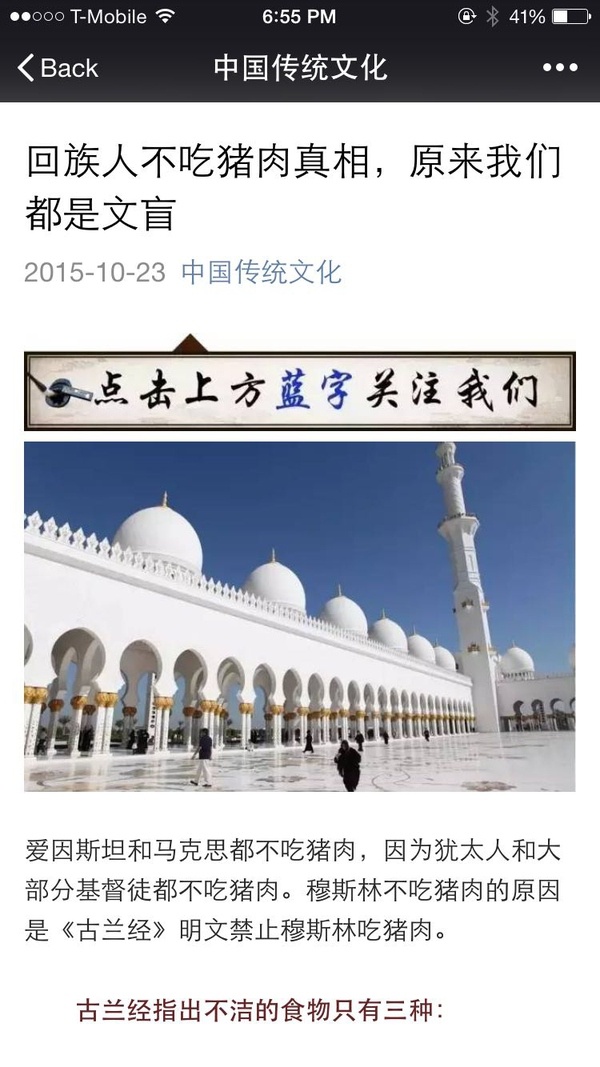 T-Mobile 6:55 PM 41%
Back 中国传统文化
回族人不吃猪肉真相，原来我们
都是文盲
2015-10-23 中国传统文化
点击上方蓝字关注我们
爱因斯坦和马克思都不吃猪肉，因为犹太人和大
部分基督徒都不吃猪肉。穆斯林不吃猪肉的原因
是《古兰经》明文禁止穆斯林吃猪肉。
古兰经指出不洁的食物只有三种：